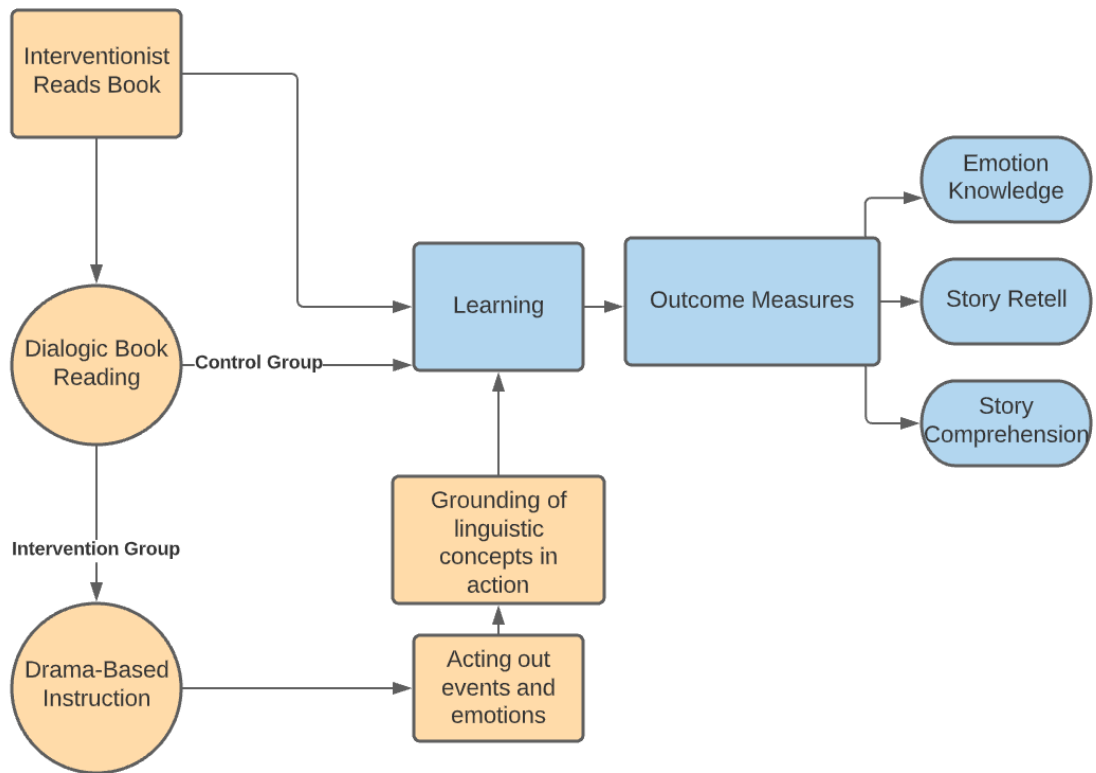 Interventionist
Reads Book
Emotion
Knowledge
Learning
Outcome Measures
Story Retell
Dialogic Book
Reading
Control Group
Story
Comprehension
Grounding of
linguistic
concepts in
action
Intervention Group
Drama-Based
Instruction
Acting out
events and
emotions